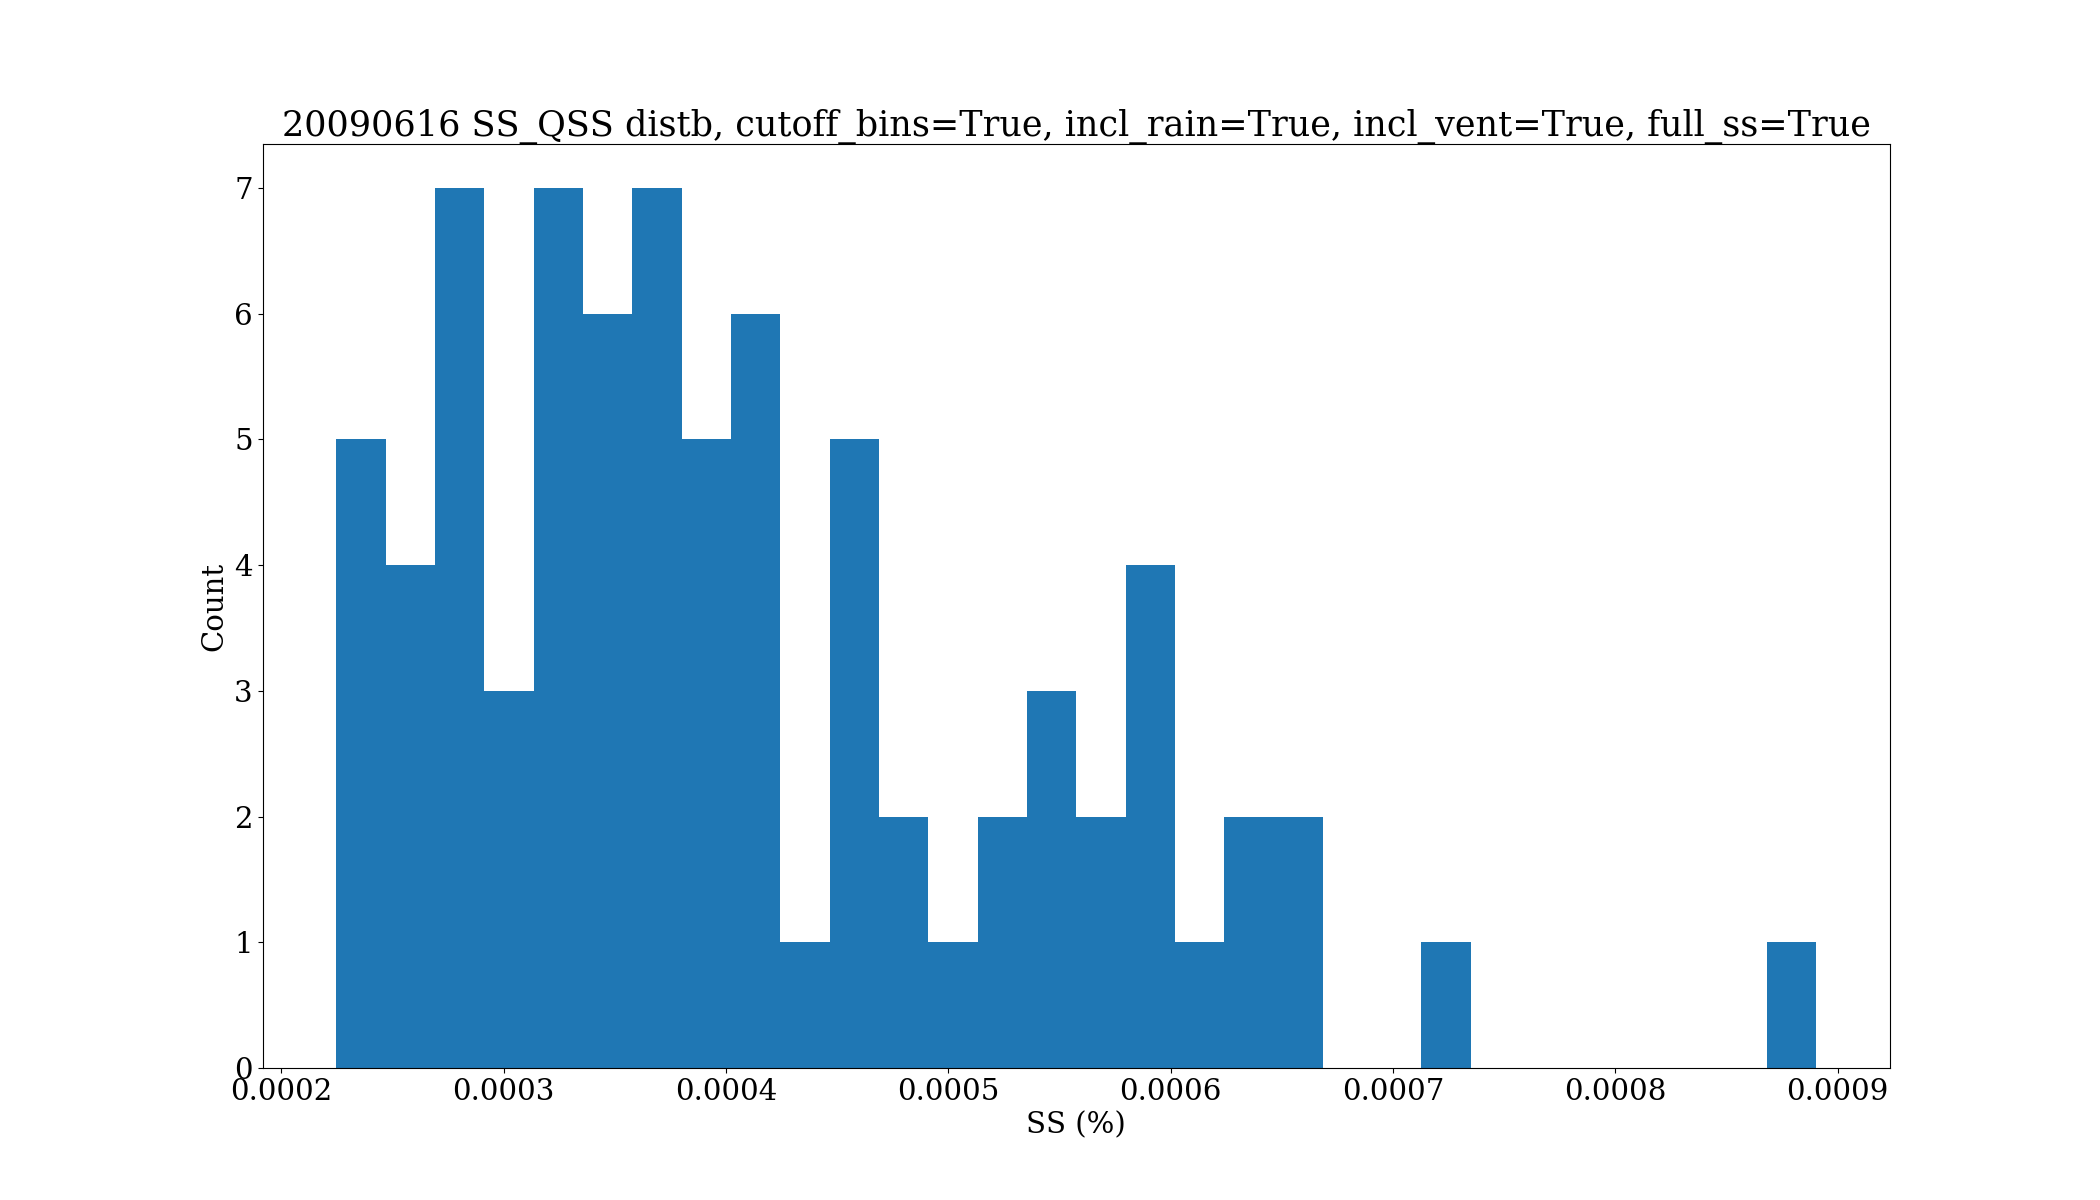 20090616 SS_QSS distb, cutoff_bins=True, incl_rain=True, incl_vent=True, full_ss=True
7
6
5
4
3
2
1
0
Count
0.0002 0.0003 0.0004 0.0005 0.0006 0.0007 0.0008 0.0009
SS (%)